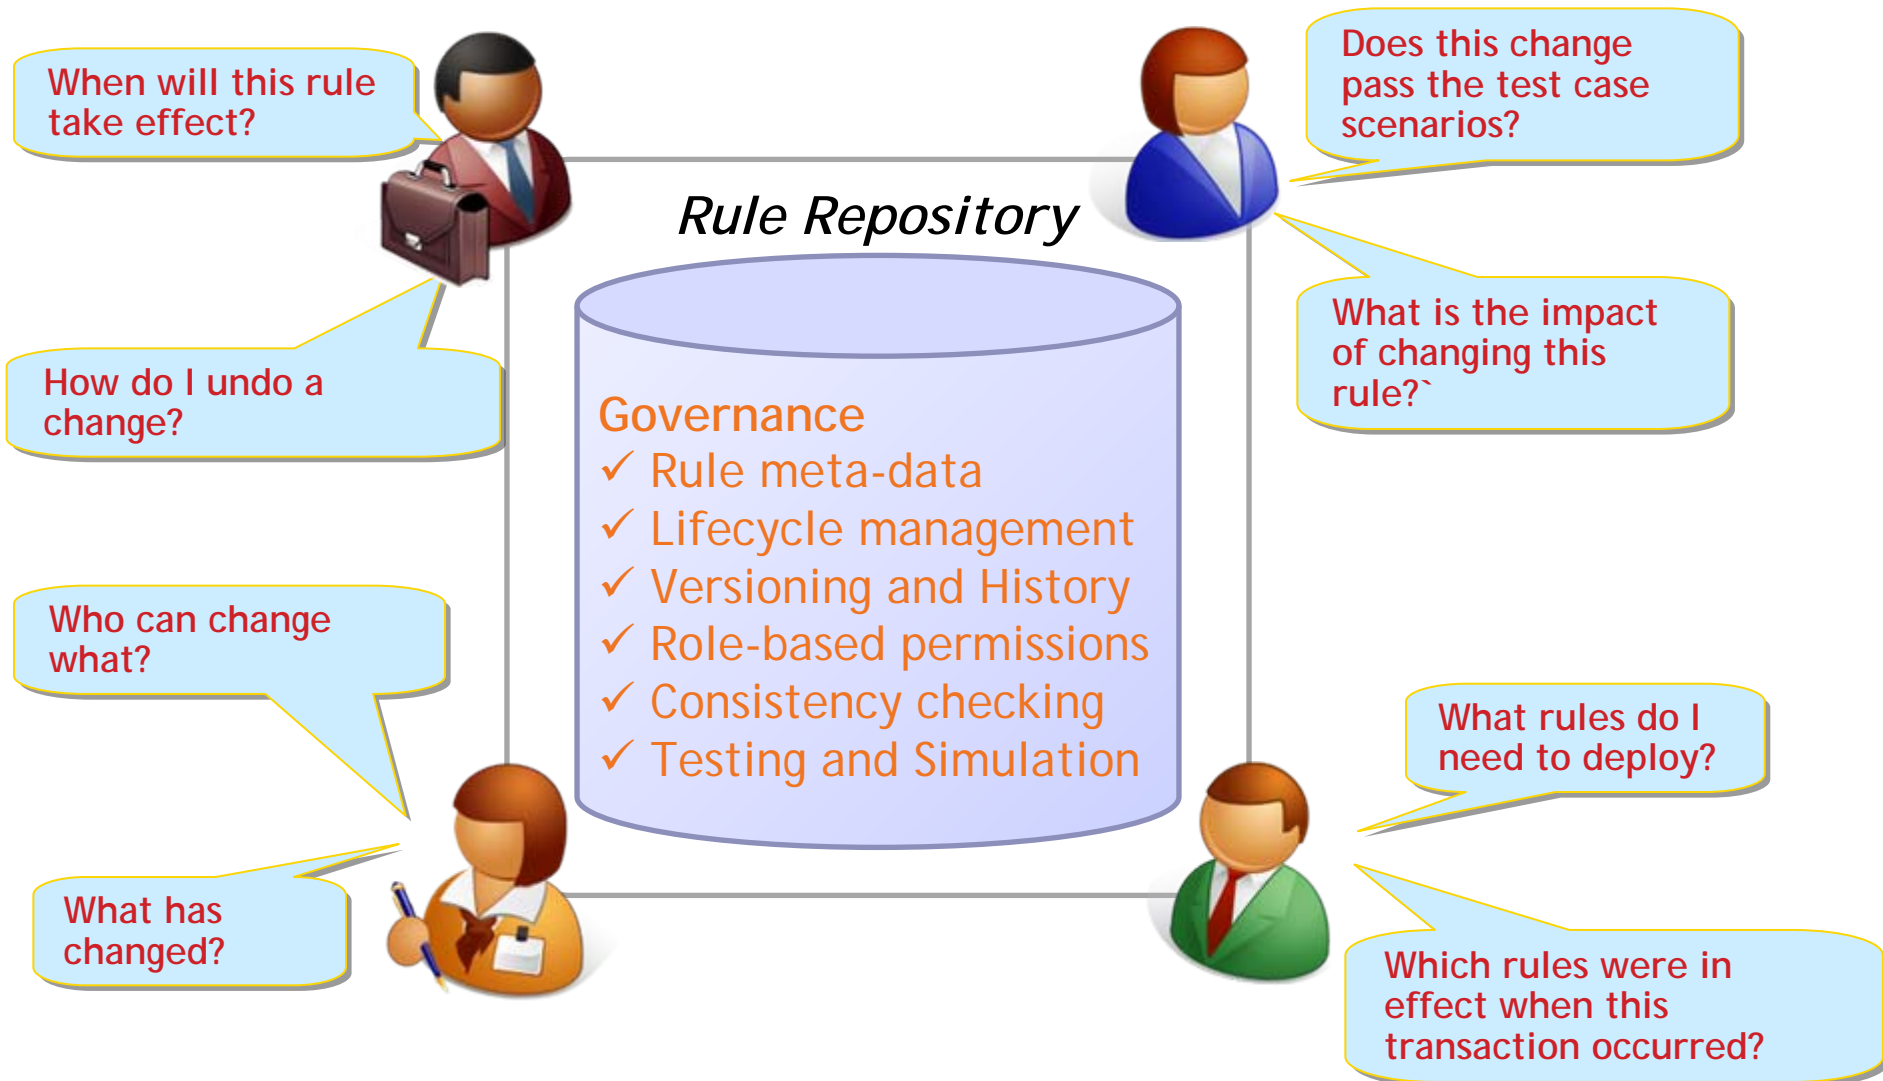 When will this rule
take effect?
Does this change
pass the test case
scenarios?
Rule Repository
What is the impact
of changing this
rule?`
How do I undo a
change?
Governance
✓ Rule meta-data
✓ Lifecycle management
✓ Versioning and History
✓ Role-based permissions
✓ Consistency checking
✓ Testing and Simulation
Who can change
what?
What rules do I
need to deploy?
What has
changed?
Which rules were in
effect when this
transaction occurred?